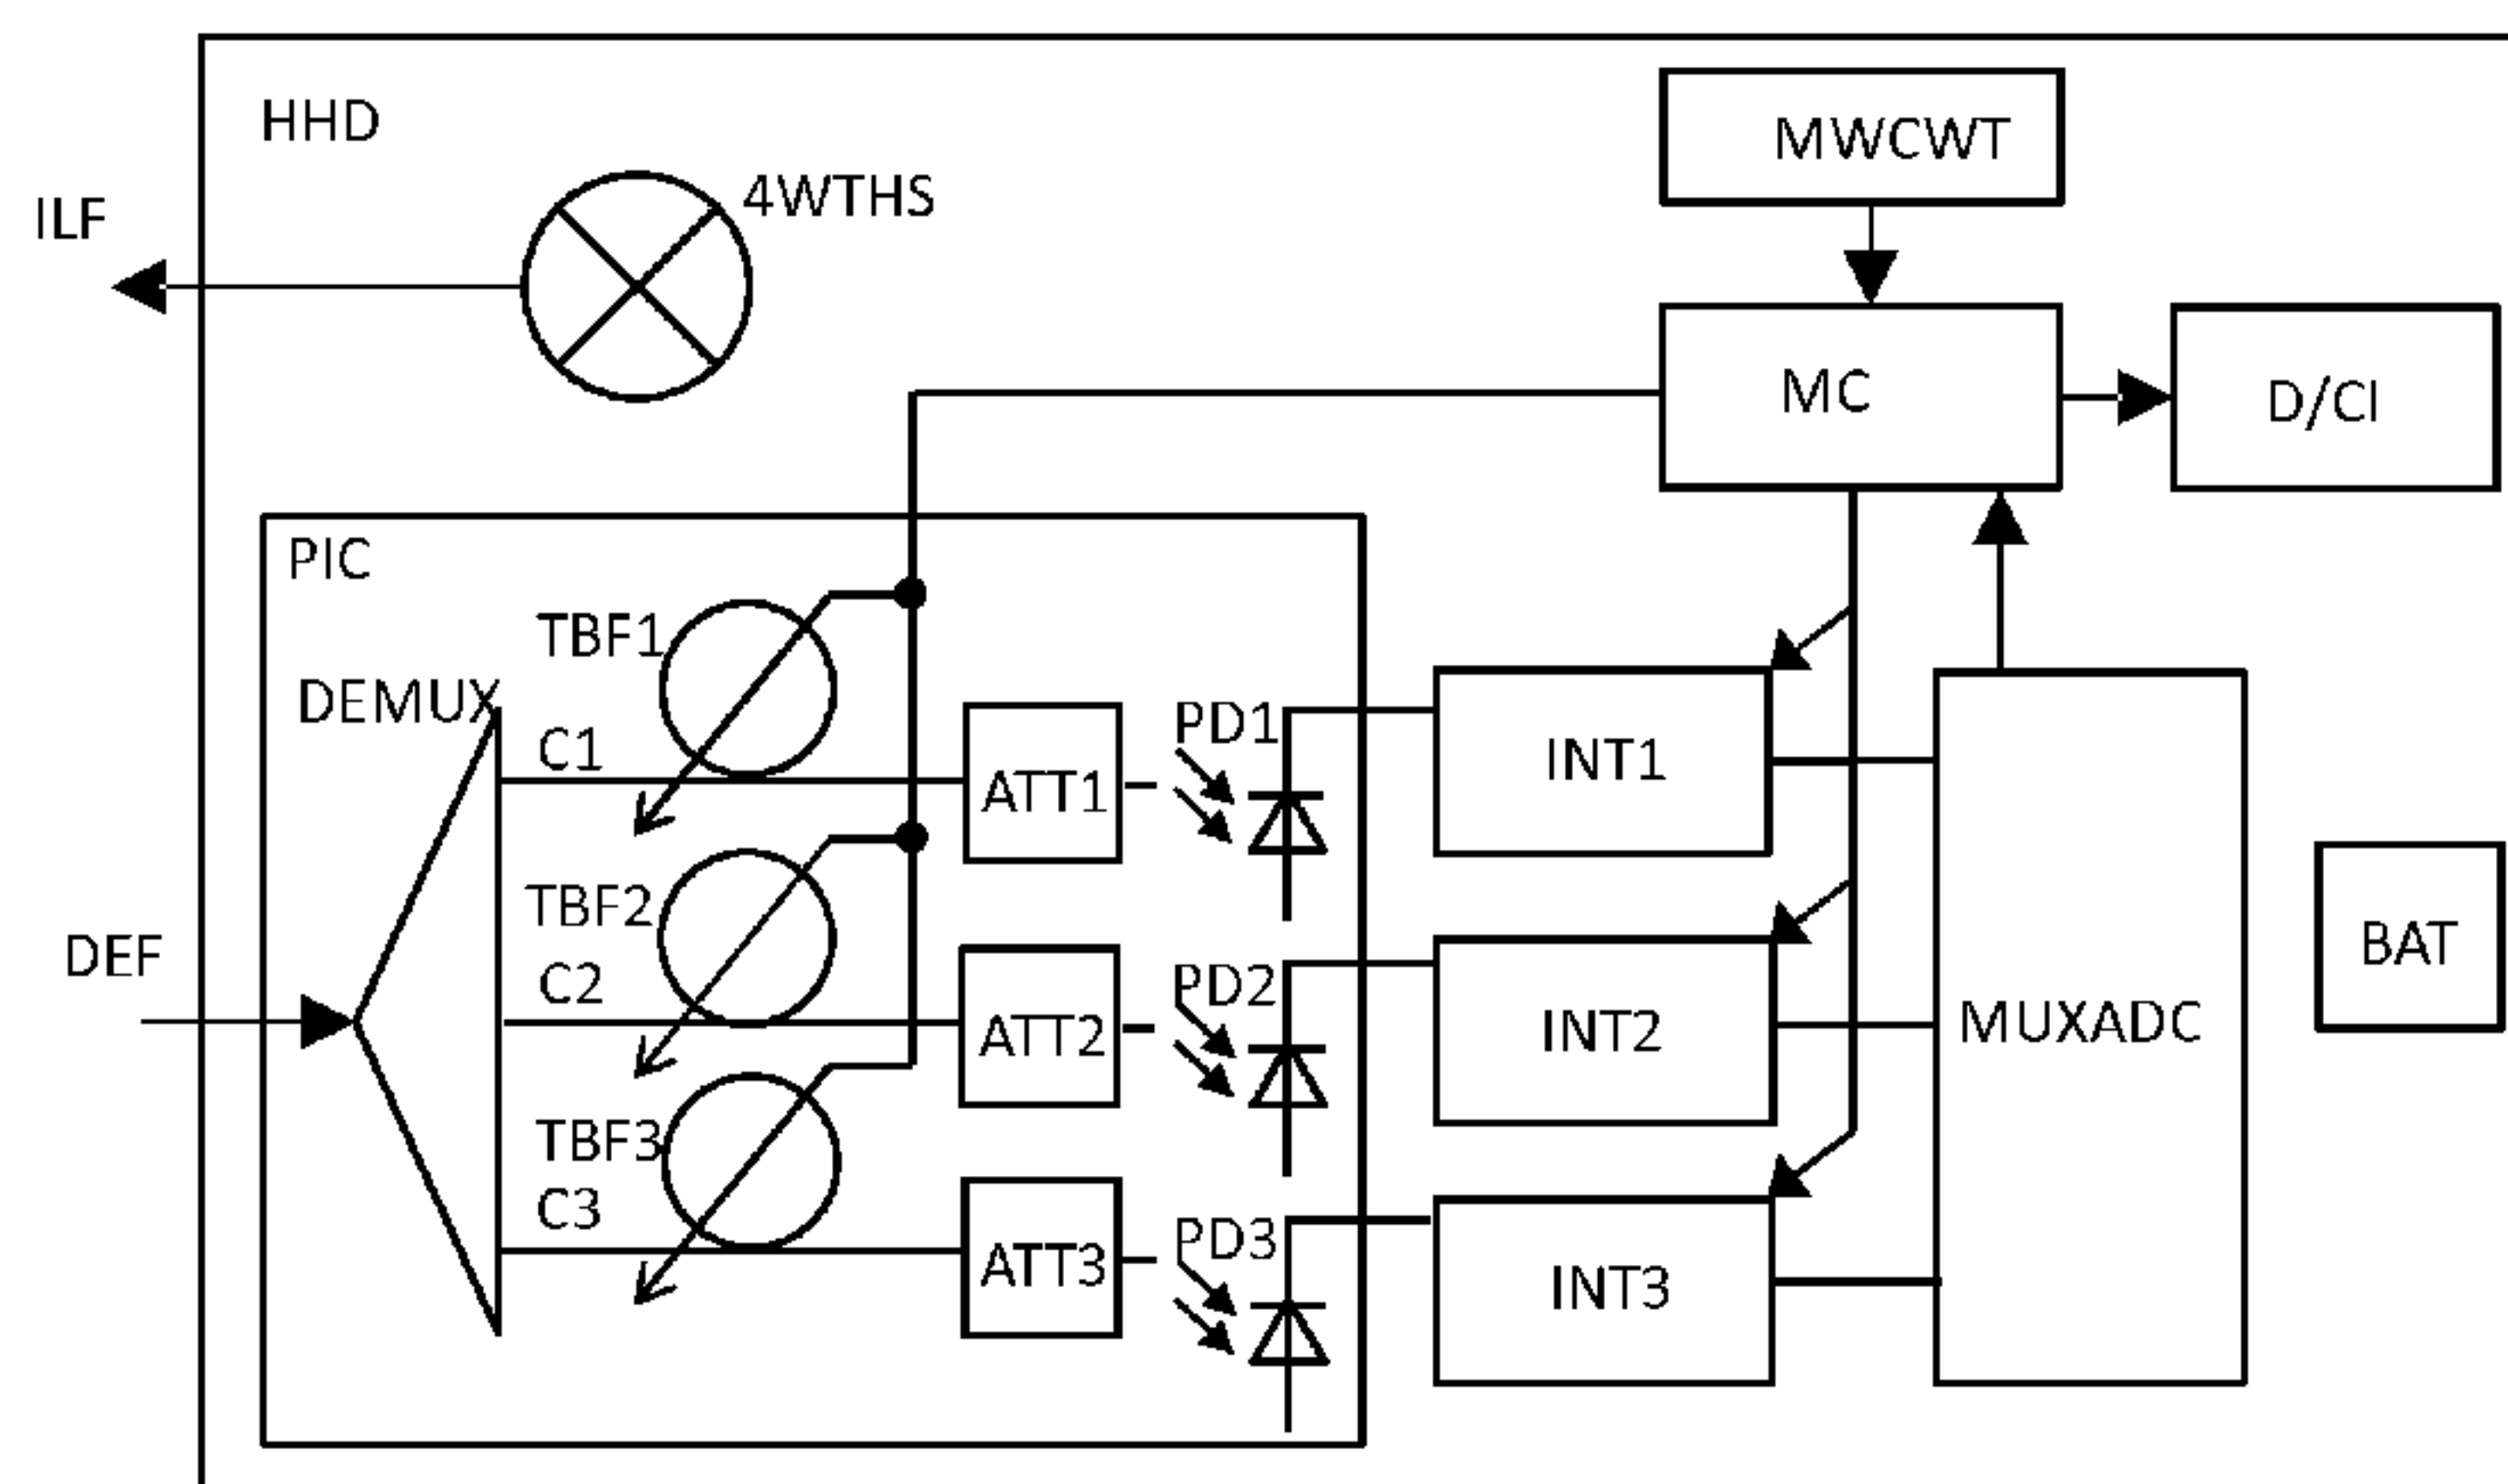 HHD
MWCWT
ILF
4WTHS
MC
D/CI
PIC
TBF1
DEMUX
C1
ATT1
PD1
INT1
TBF2
C2
ATT2
PD2
INT2
MUXADC
BAT
DEF
TBF3
C3
ATT3
PD3
INT3